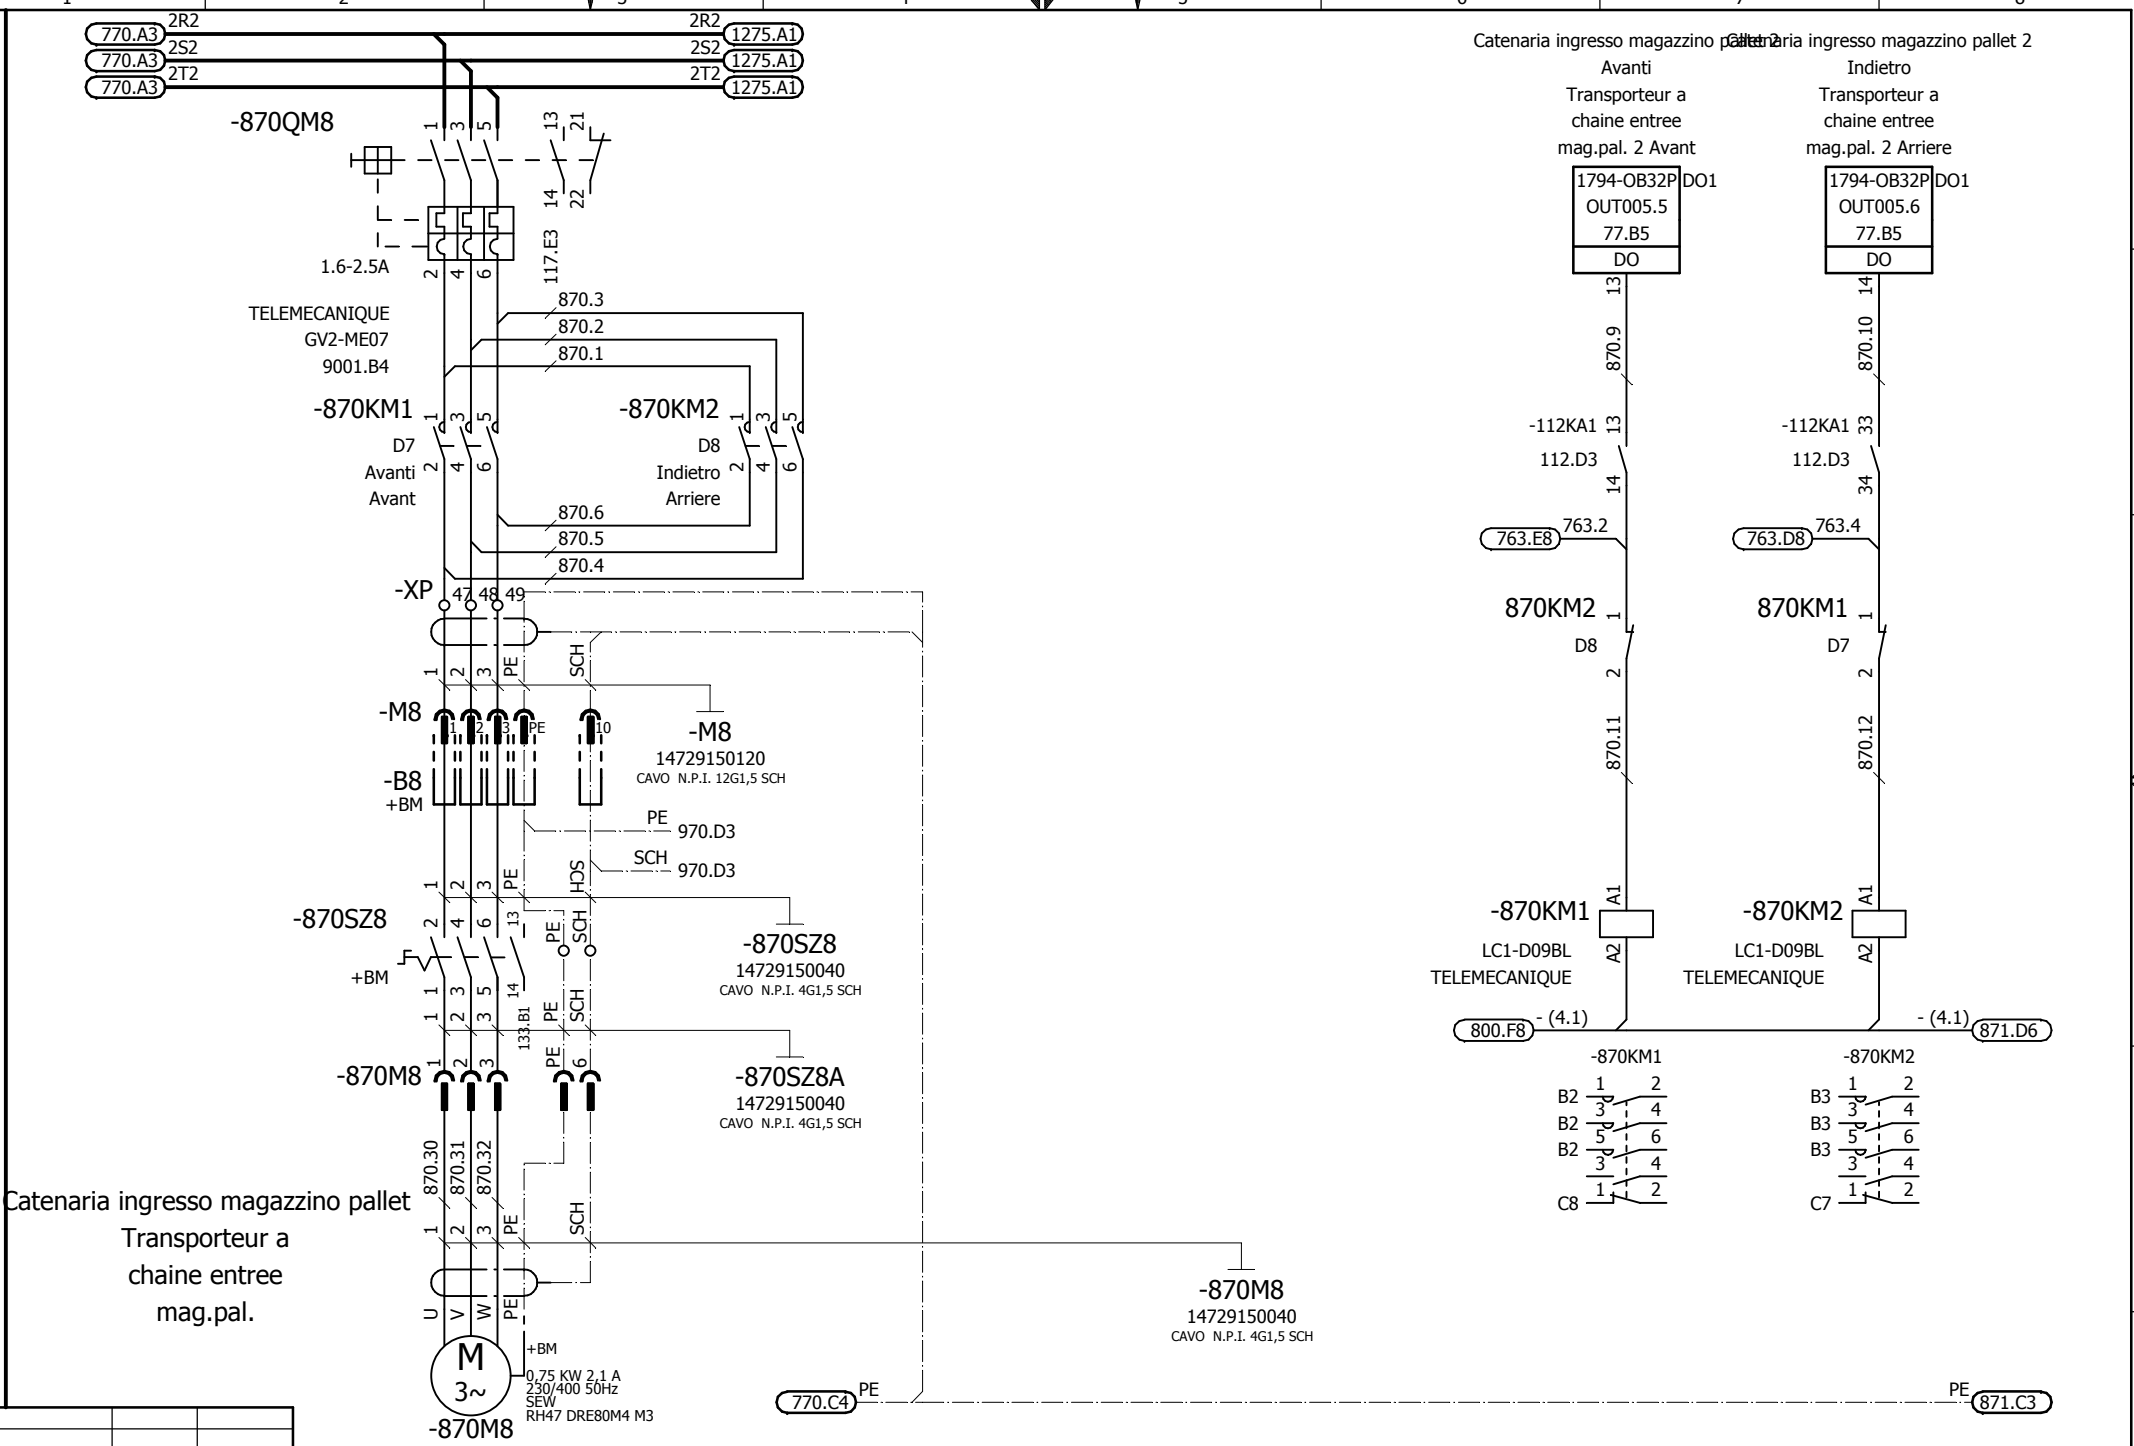 2R2
2R2
770.A3
1275.A1
2S2
2S2
770.A3
1275.A1
2T2
2T2
770.A3
1275.A1
-870QM8
1 3 5
13 21
14 22
117.E3
1.6-2.5A
2 4 6
TELEMECANIQUE
GV2-ME07
9001.B4
870.3
870.2
870.1
-870KM1
1 3 5
D7
2 4 6
Avanti
Avant
-870KM2
1 3 5
D8
2 4 6
Indietro
Arriere
870.6
870.5
870.4
-XP
47 48 49
1 2 3 PE SCH
-M8
1 2 3 PE 10
-M8
14729150120
CAVO N.P.I. 12G1,5 SCH
-B8
+BM
PE
970.D3
SCH
970.D3
1 2 3 PE SCH
-870SZ8
2 4 6 13
PE SCH
+BM
1 3 5 14
133.B1
-870SZ8
14729150040
CAVO N.P.I. 4G1,5 SCH
1 2 3 PE SCH
-870M8
1 2 3 PE 6
-870SZ8A
14729150040
CAVO N.P.I. 4G1,5 SCH
870.30 870.31 870.32
Catenaria ingresso magazzino pallet
Transporteur a
chaine entree
mag.pal.
1 2 3 PE SCH
-870M8
14729150040
CAVO N.P.I. 4G1,5 SCH
U V W PE
M
3~
+BM
0,75 KW 2,1 A
230/400 50Hz
SEW
RH47 DRE80M4 M3
-870M8
770.C4
PE
PE
871.C3
Catenaria ingresso magazzino pallet 2
Avanti
Transporteur a
chaine entree
mag.pal. 2 Avant
1794-OB32P DO1
OUT005.5
77.B5
DO
13
870.9
-112KA1
13
112.D3
14
763.E8
763.2
870KM2
1
D8
2
870.11
A1
-870KM1
LC1-D09BL
A2
TELEMECANIQUE
Catenaria ingresso magazzino pallet 2
Indietro
Transporteur a
chaine entree
mag.pal. 2 Arriere
1794-OB32P DO1
OUT005.6
77.B5
DO
14
870.10
-112KA1
33
112.D3
34
763.D8
763.4
870KM1
1
D7
2
870.12
A1
-870KM2
LC1-D09BL
A2
TELEMECANIQUE
800.F8
- (4.1)
- (4.1)
871.D6
-870KM1
B2 1 2
B2 3 4
B2 5 6
3 4
C8 1 2
-870KM2
B3 1 2
B3 3 4
B3 5 6
3 4
C7 1 2